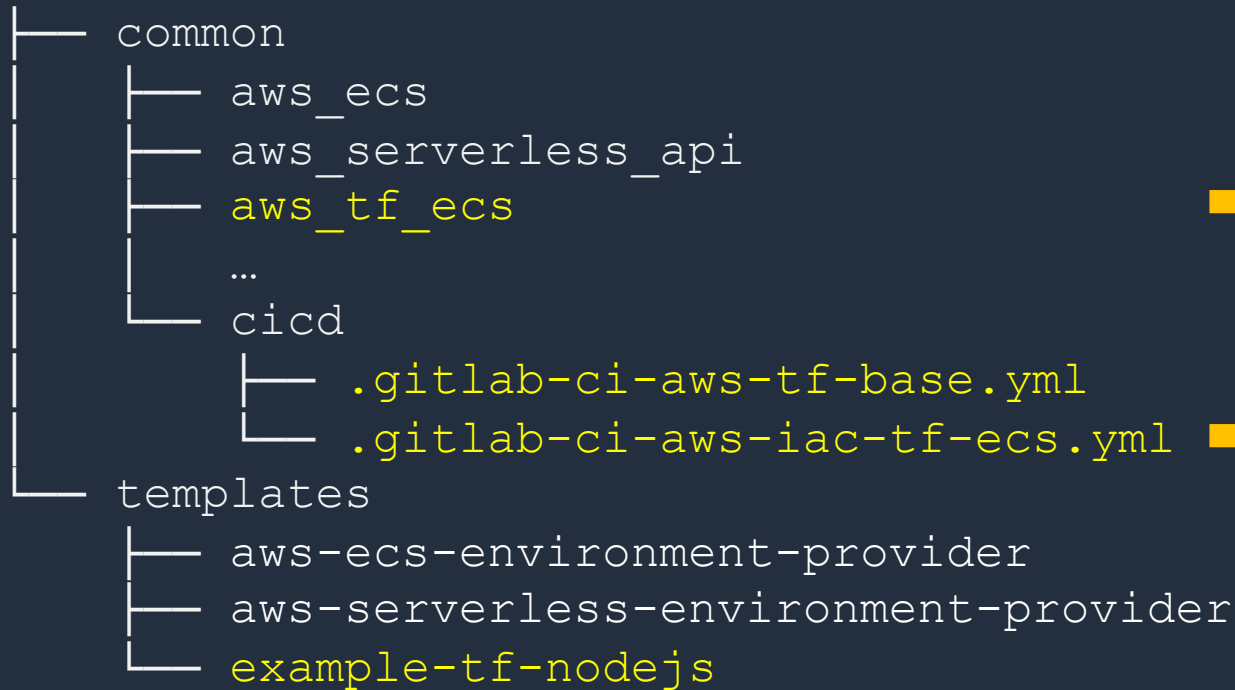 ├── common
│   ├── aws_ecs
│   ├── aws_serverless_api
│   ├── aws_tf_ecs
│   │   …
│   └── cicd
│       ├── .gitlab-ci-aws-tf-base.yml
│       └── .gitlab-ci-aws-iac-tf-ecs.yml
└── templates
    ├── aws-ecs-environment-provider
    ├── aws-serverless-environment-provider
    └── example-tf-nodejs